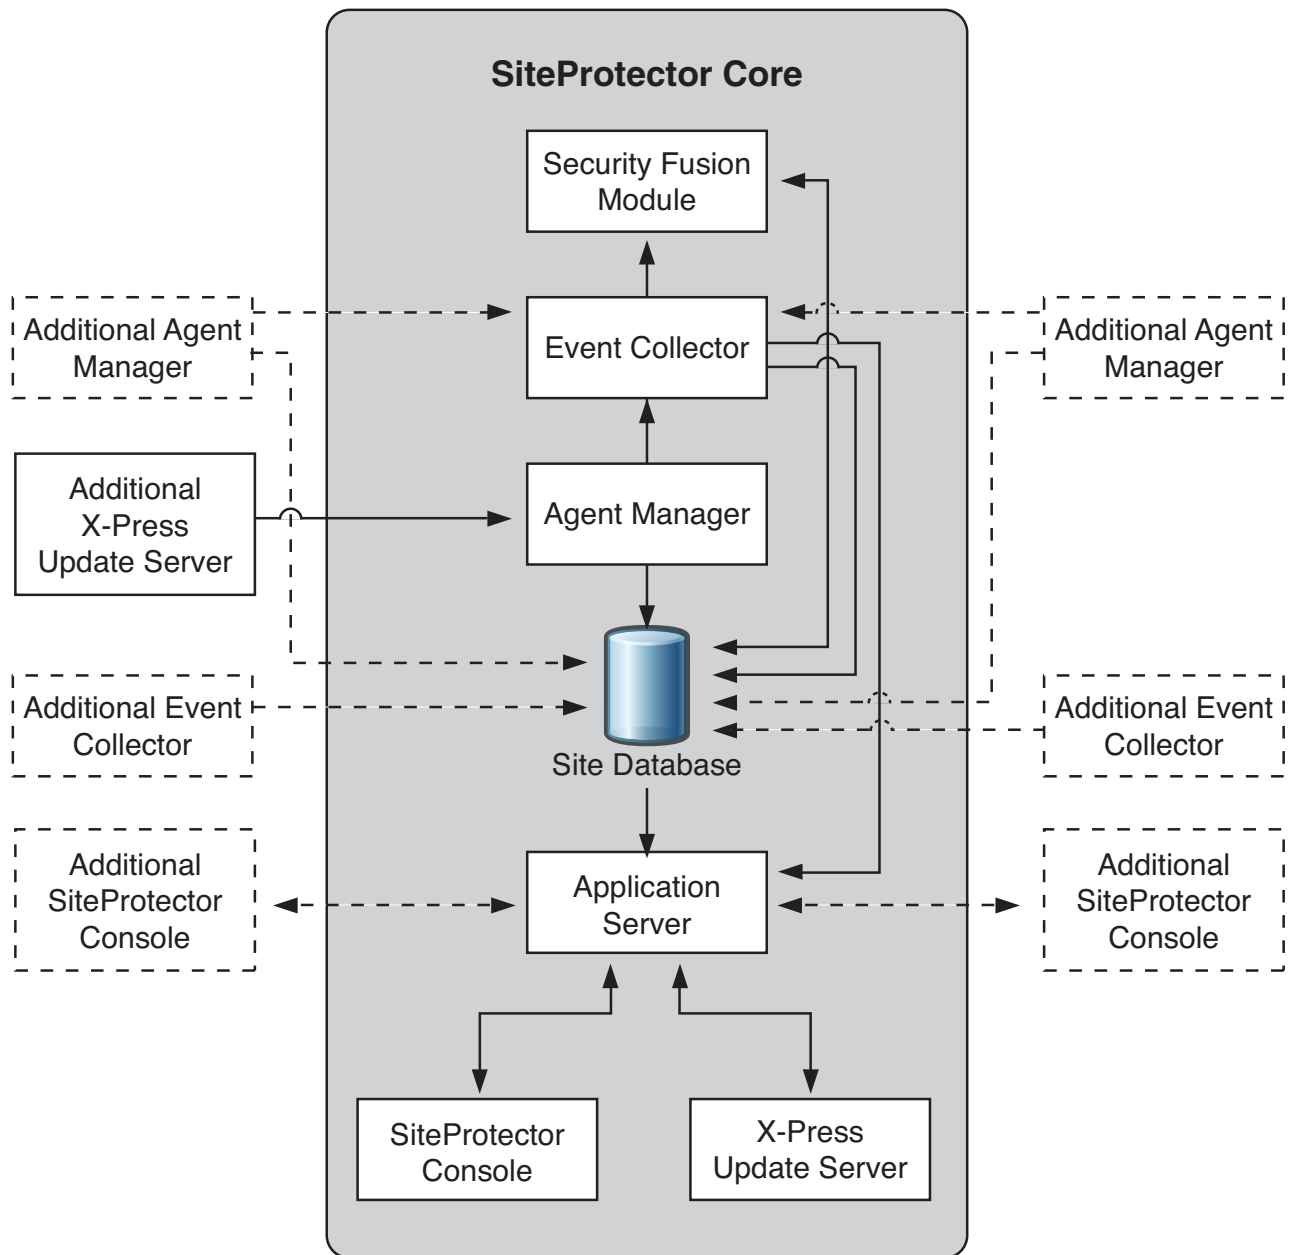 SiteProtector Core
Security Fusion
Module
Additional Agent
Manager
Event Collector
Additional Agent
Manager
Additional
X-Press
Update Server
Agent Manager
Additional Event
Collector
Site Database
Additional Event
Collector
Additional
SiteProtector
Console
Application
Server
Additional
SiteProtector
Console
SiteProtector
Console
X-Press
Update Server